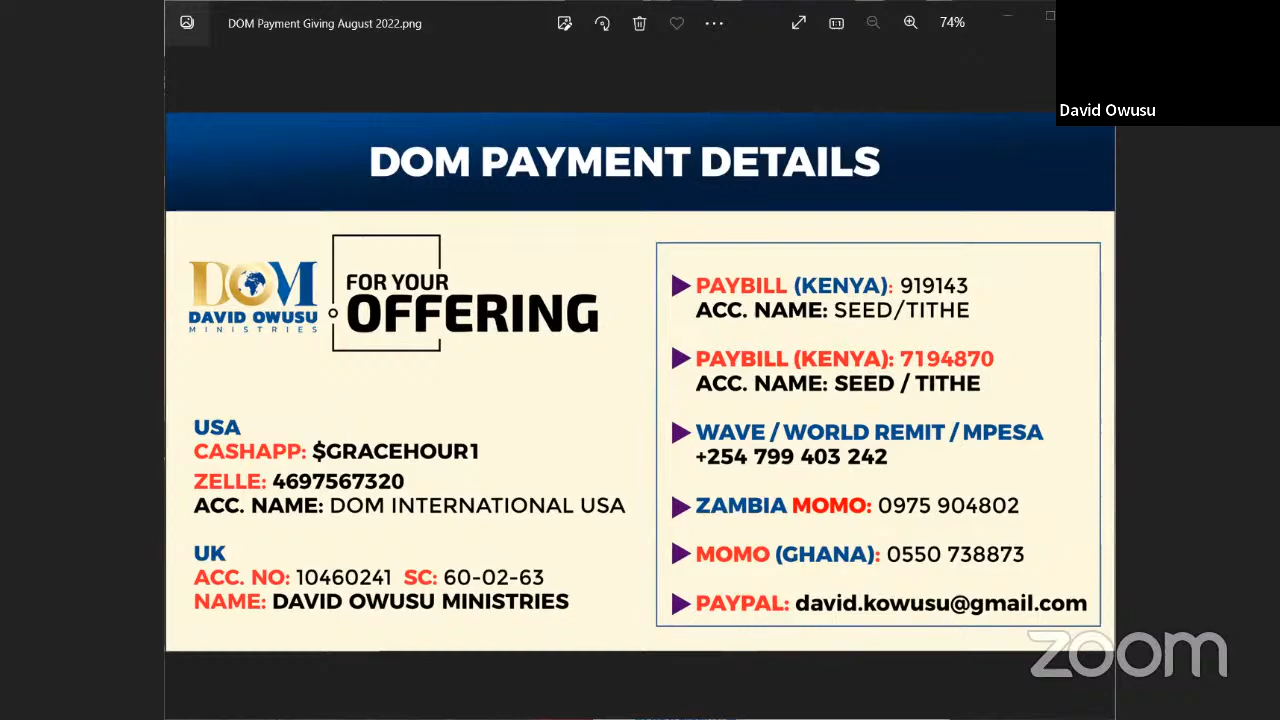 DOM Payment Giving August 2022.png
74%
David Owusu
DOM PAYMENT DETAILS
DOM
DAVID OWUSU
MINISTRIES
FOR YOUR
OFFERING
USA
CASHAPP: $GRACEHOUR1
ZELLE: 4697567320
ACC. NAME: DOM INTERNATIONAL USA
UK
ACC. NO: 10460241 SC: 60-02-63
NAME: DAVID OWUSU MINISTRIES
PAYBILL (KENYA): 919143
ACC. NAME: SEED/TITHE
PAYBILL (KENYA): 7194870
ACC. NAME: SEED / TITHE
WAVE / WORLD REMIT / MPESA
+254 799 403 242
ZAMBIA MOMO: 0975 904802
MOMO (GHANA): 0550 738873
PAYPAL: david.kowusu@gmail.com
zoom